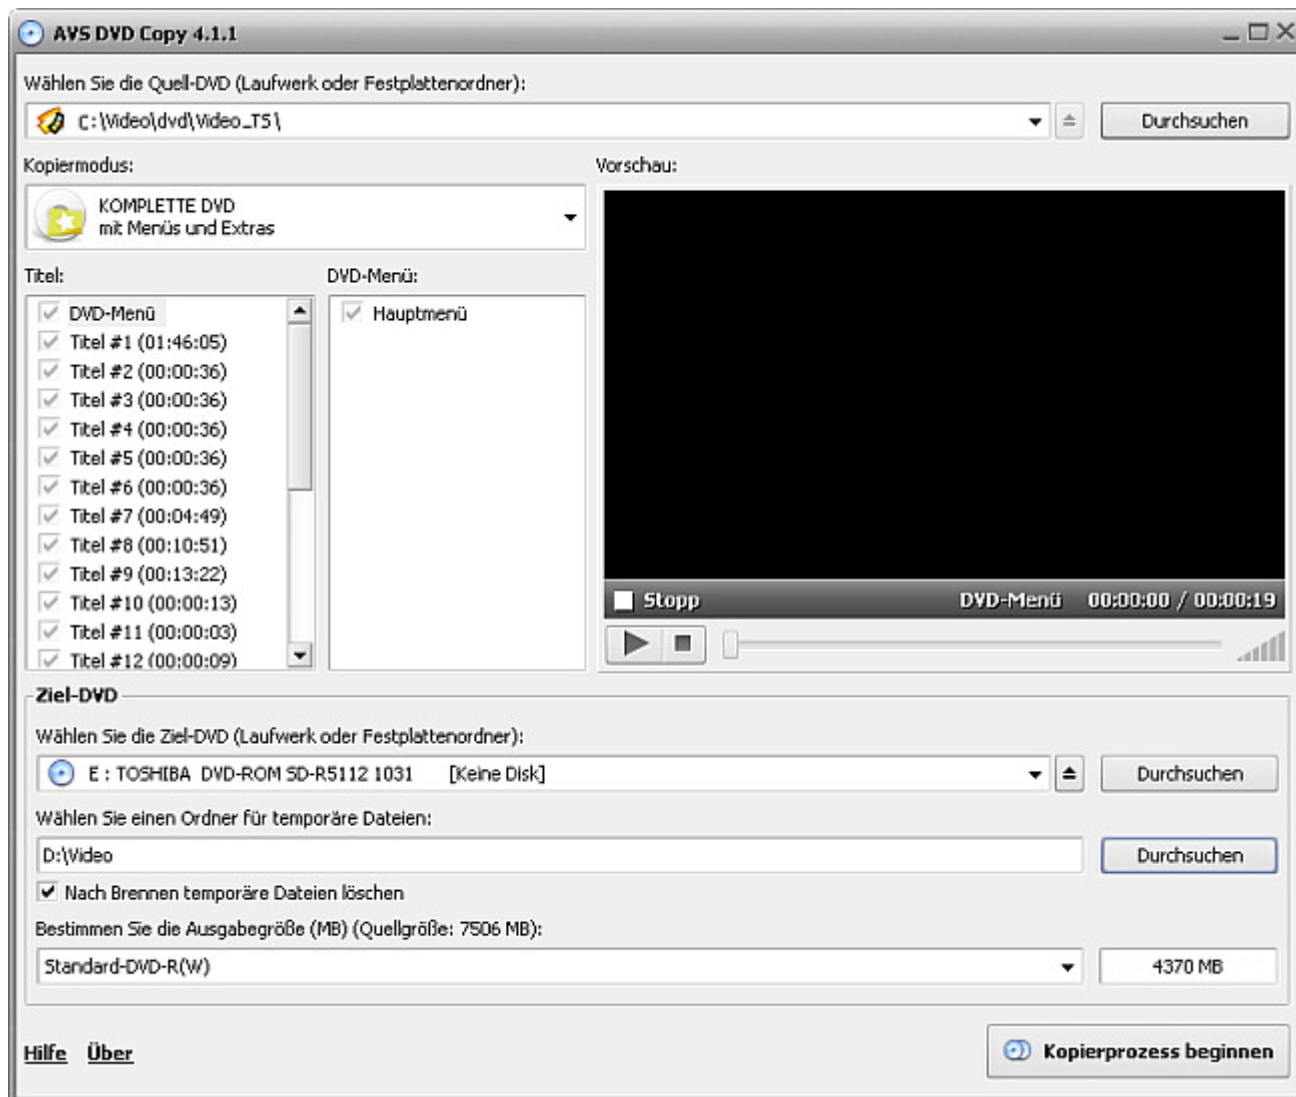 AVS DVD Copy 4.1.1
Wählen Sie die Quell-DVD (Laufwerk oder Festplattenordner):
C:\Video\dvd\Video_TS\
Durchsuchen
Kopiermodus:
KOMPLETTE DVD
mit Menüs und Extras
Titel:
DVD-Menü
Titel #1 (01:46:05)
Titel #2 (00:00:36)
Titel #3 (00:00:36)
Titel #4 (00:00:36)
Titel #5 (00:00:36)
Titel #6 (00:00:36)
Titel #7 (00:04:49)
Titel #8 (00:10:51)
Titel #9 (00:13:22)
Titel #10 (00:00:13)
Titel #11 (00:00:03)
Titel #12 (00:00:09)
DVD-Menü:
Hauptmenü
Vorschau:
Stopp DVD-Menü 00:00:00 / 00:00:19
Ziel-DVD
Wählen Sie die Ziel-DVD (Laufwerk oder Festplattenordner):
E : TOSHIBA DVD-ROM SD-R5112 1031 [Keine Disk]
Durchsuchen
Wählen Sie einen Ordner für temporäre Dateien:
D:\Video
Durchsuchen
Nach Brennen temporäre Dateien löschen
Bestimmen Sie die Ausgabegröße (MB) (Quellgröße: 7506 MB):
Standard-DVD-R(W)
4370 MB
Hilfe Über
Kopierprozess beginnen